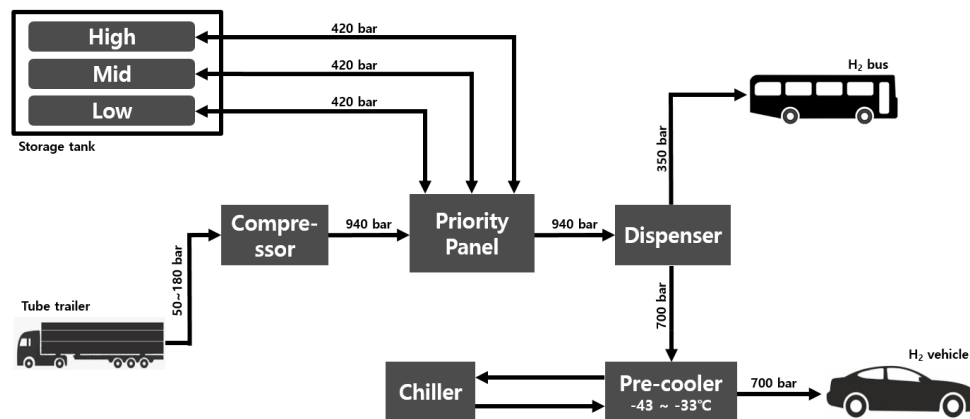 High
Mid
Low
Storage tank
420 bar
420 bar
420 bar
H₂ bus
350 bar
Compre-
ssor
940 bar
Priority
Panel
940 bar
Dispenser
50~180 bar
Tube trailer
700 bar
Chiller
Pre-cooler
-43 ~ -33℃
700 bar
H₂ vehicle